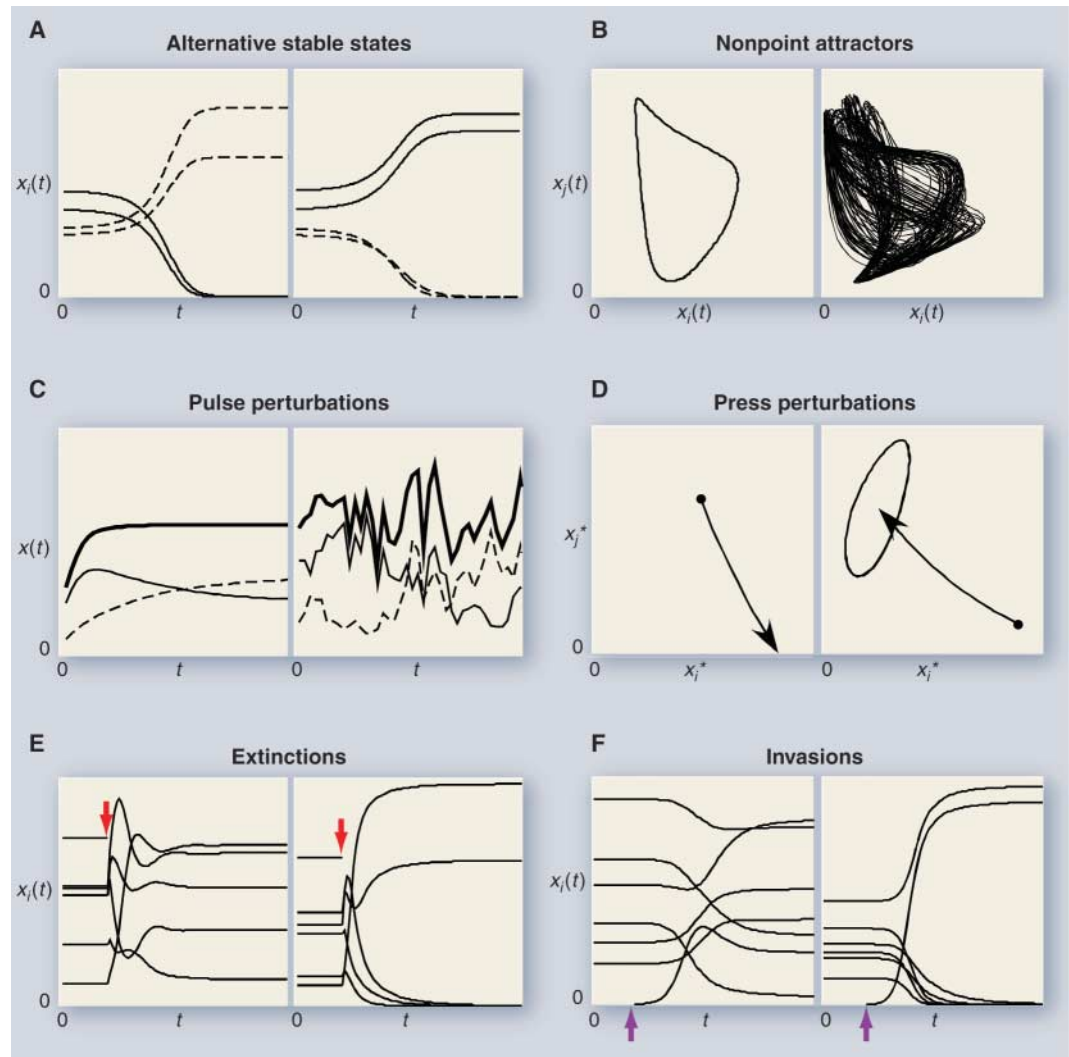 A
Alternative stable states
xᵢ(t)
0
0 t
0 t
B
Nonpoint attractors
xⱼ(t)
0
0 xᵢ(t)
0 xᵢ(t)
C
Pulse perturbations
x(t)
0
0 t
t
D
Press perturbations
xⱼ*
0
0 xᵢ*
0 xᵢ*
E
Extinctions
xᵢ(t)
0
0 t
0 t
F
Invasions
xᵢ(t)
0
0 t
0 t